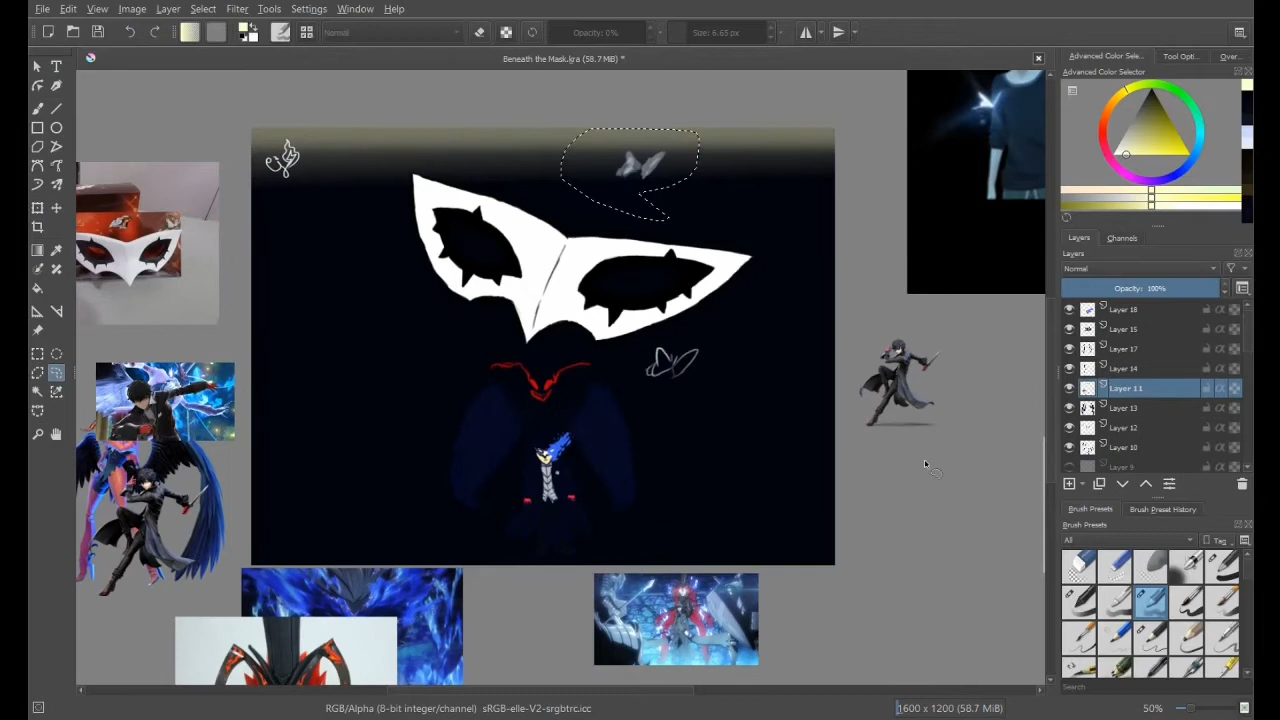 File Edit View Image Layer Select Filter Tools Settings Window Help
Normal Opacity: 0% Size: 6.65 px
Beneath the Mask.kra (58.7 MiB) *
Advanced Color Selec... Tool Opti... Over...
Advanced Color Selector
Layers Channels
Layers
Normal
Opacity: 100%
Layer 18
Layer 15
Layer 17
Layer 14
Layer 11
Layer 13
Layer 12
Layer 10
Layer 9
Brush Presets Brush Preset History
Brush Presets
All Tag
Search
RGB/Alpha (8-bit integer/channel) sRGB-elle-V2-srgbtrc.icc 1600 x 1200 (58.7 MiB) 50%